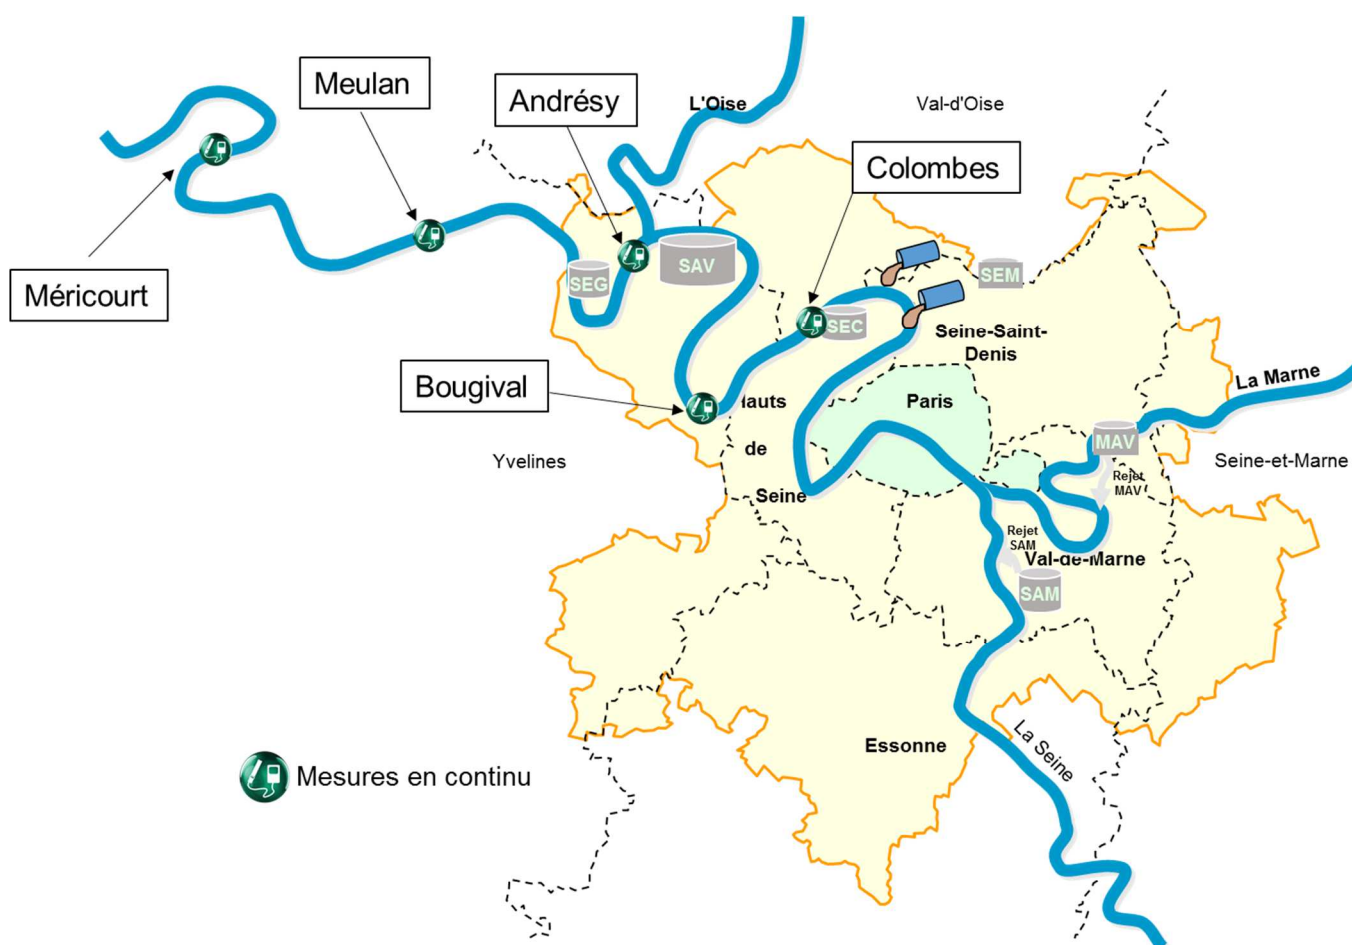 Meulan
Andrésy
L'Oise
Val-d'Oise
Colombes
Méricourt
SAV
SEG
SEM
SEC
Seine-Saint-
Denis
Bougival
La Marne
Paris
lauts
de
Seine
Yvelines
MAV
Seine-et-Marne
Rejet
MAV
Rejet
SAM
Val-de-Marne
SAM
Essonne
La Seine
Mesures en continu